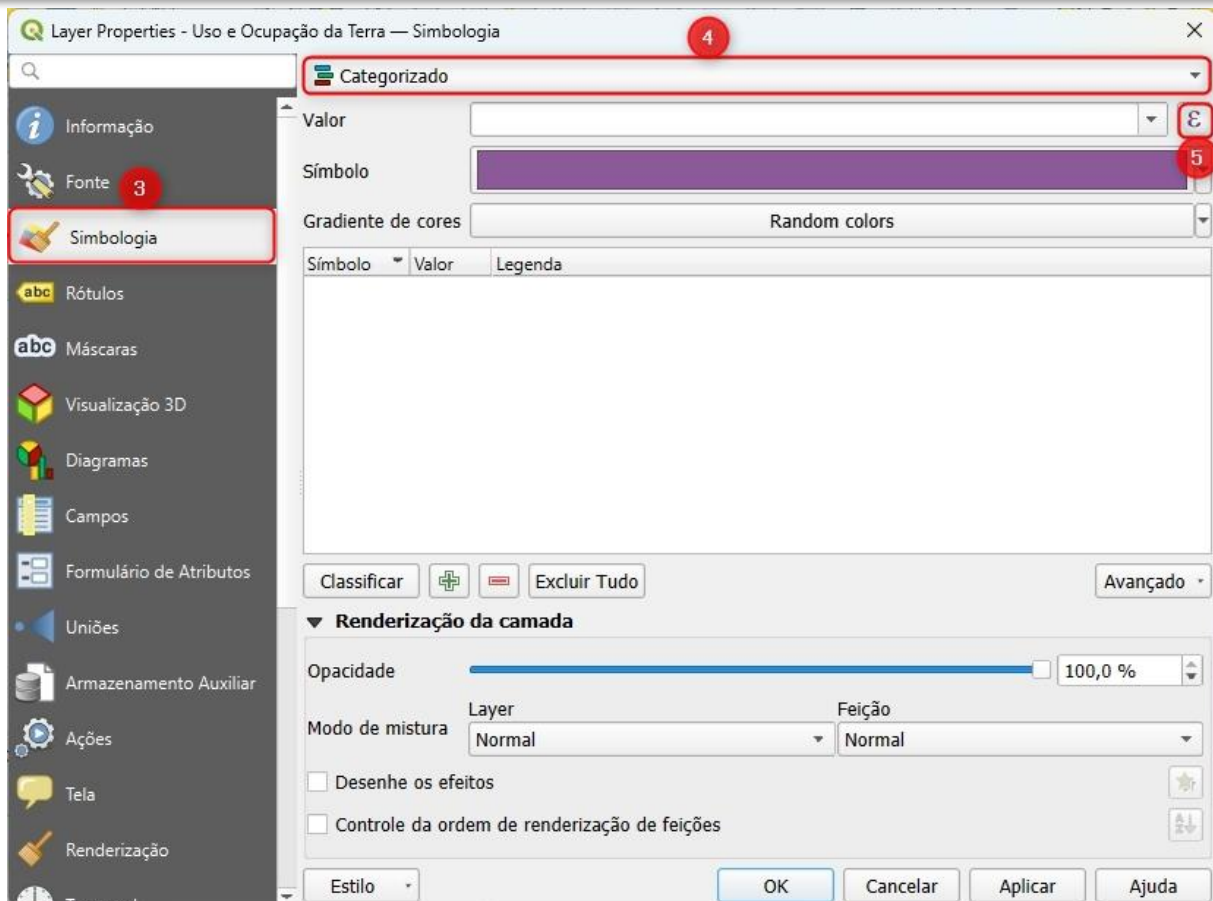 Layer Properties - Uso e Ocupação da Terra — Simbologia
4
Categorizado
Informação
Fonte
3
Simbologia
abc Rótulos
abc Máscaras
Visualização 3D
Diagramas
Campos
Formulário de Atributos
Uniões
Armazenamento Auxiliar
Ações
Tela
Renderização
Valor
ε
5
Símbolo
Gradiente de cores Random colors
Símbolo Valor Legenda
Classificar Excluir Tudo Avançado
Renderização da camada
Opacidade 100,0 %
Layer Feição
Modo de mistura Normal Normal
Desenhe os efeitos
Controle da ordem de renderização de feições
Estilo OK Cancelar Aplicar Ajuda